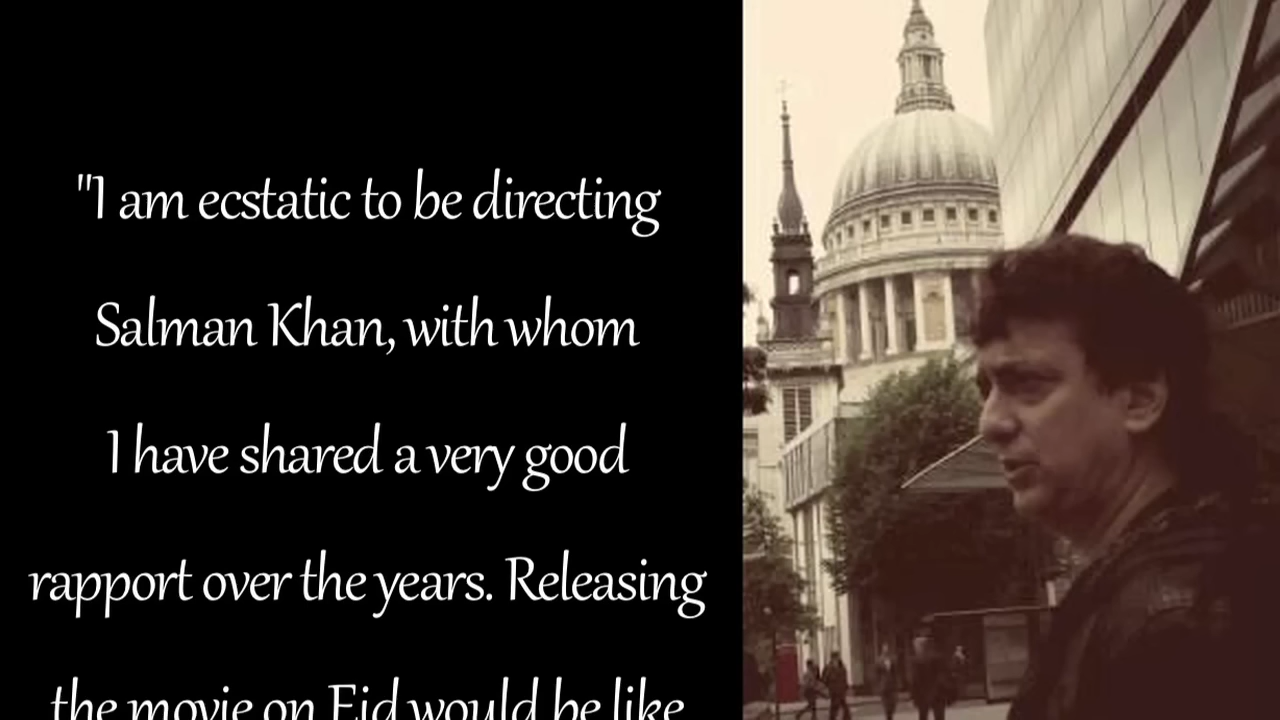 "I am ecstatic to be directing
Salman Khan, with whom
I have shared a very good
rapport over the years. Releasing
the movie on Eid would be like